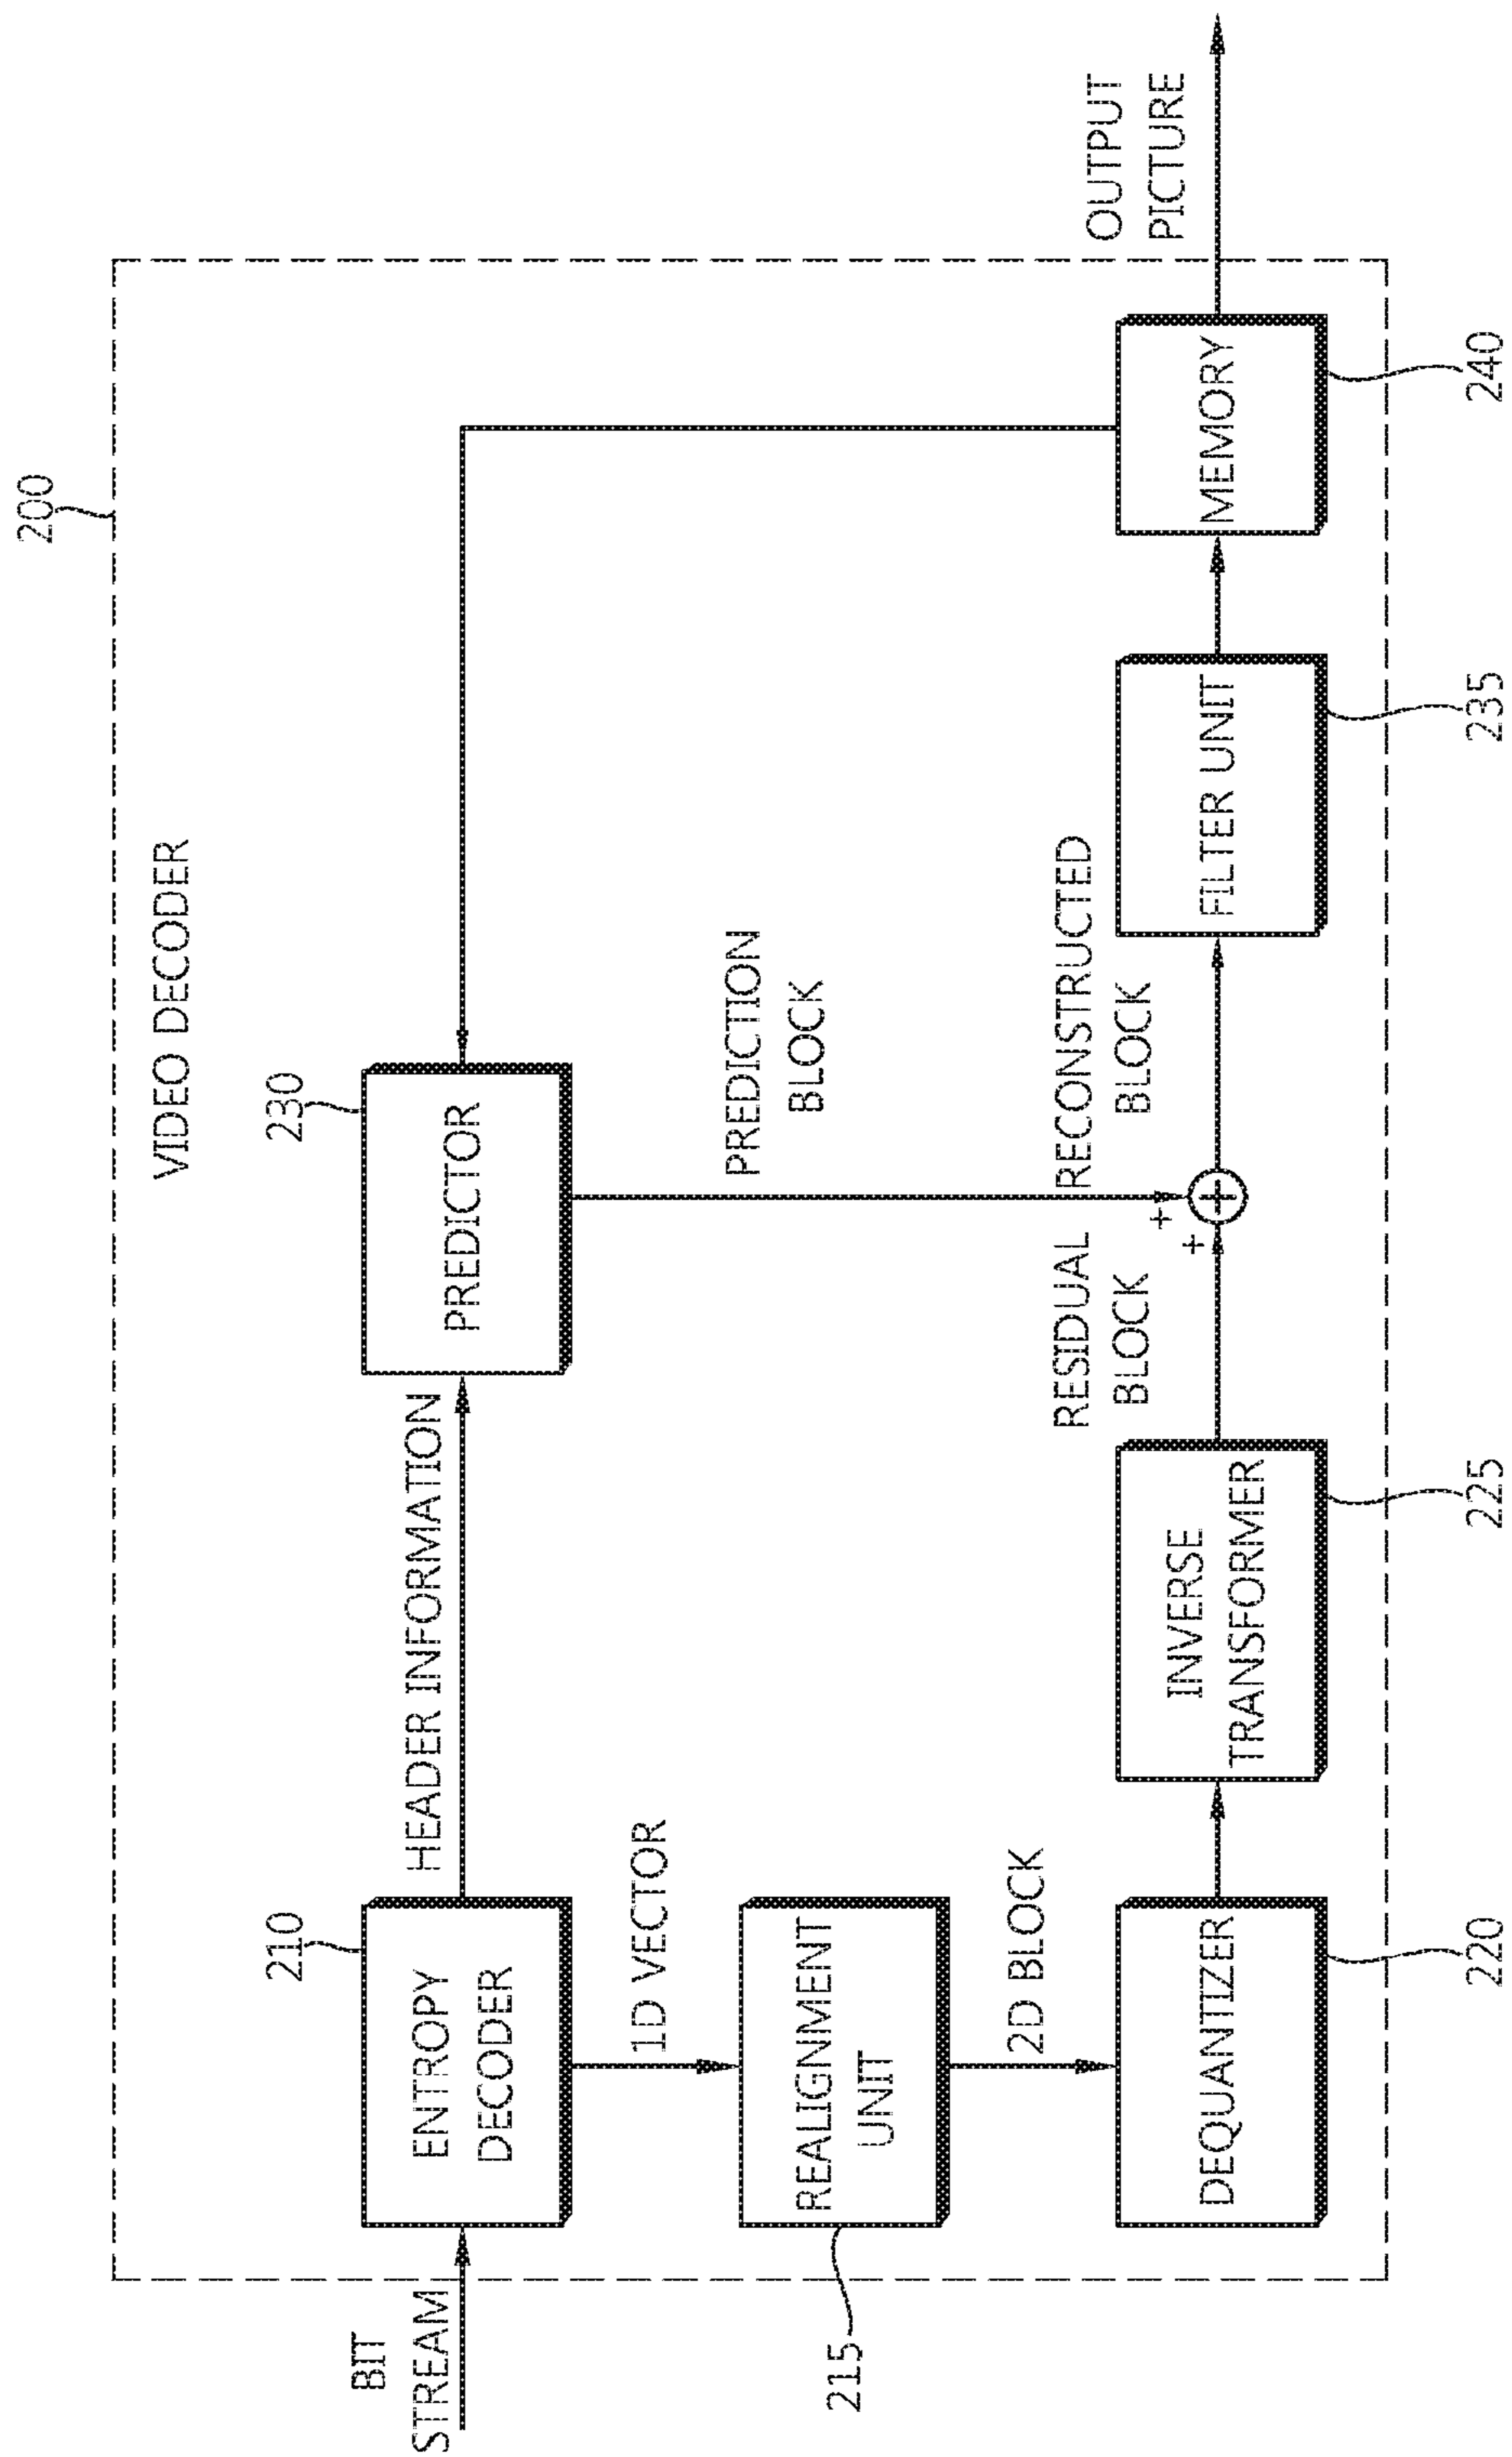 200
VIDEO DECODER
BIT
STREAM
210
ENTROPY
DECODER
HEADER INFORMATION
230
PREDICTOR
1D VECTOR
PREDICTION
BLOCK
215
REALIGNMENT
UNIT
2D BLOCK
RESIDUAL
BLOCK
RECONSTRUCTED
BLOCK
OUTPUT
PICTURE
+
+
DEQUANTIZER
INVERSE
TRANSFORMER
FILTER UNIT
MEMORY
220
225
235
240